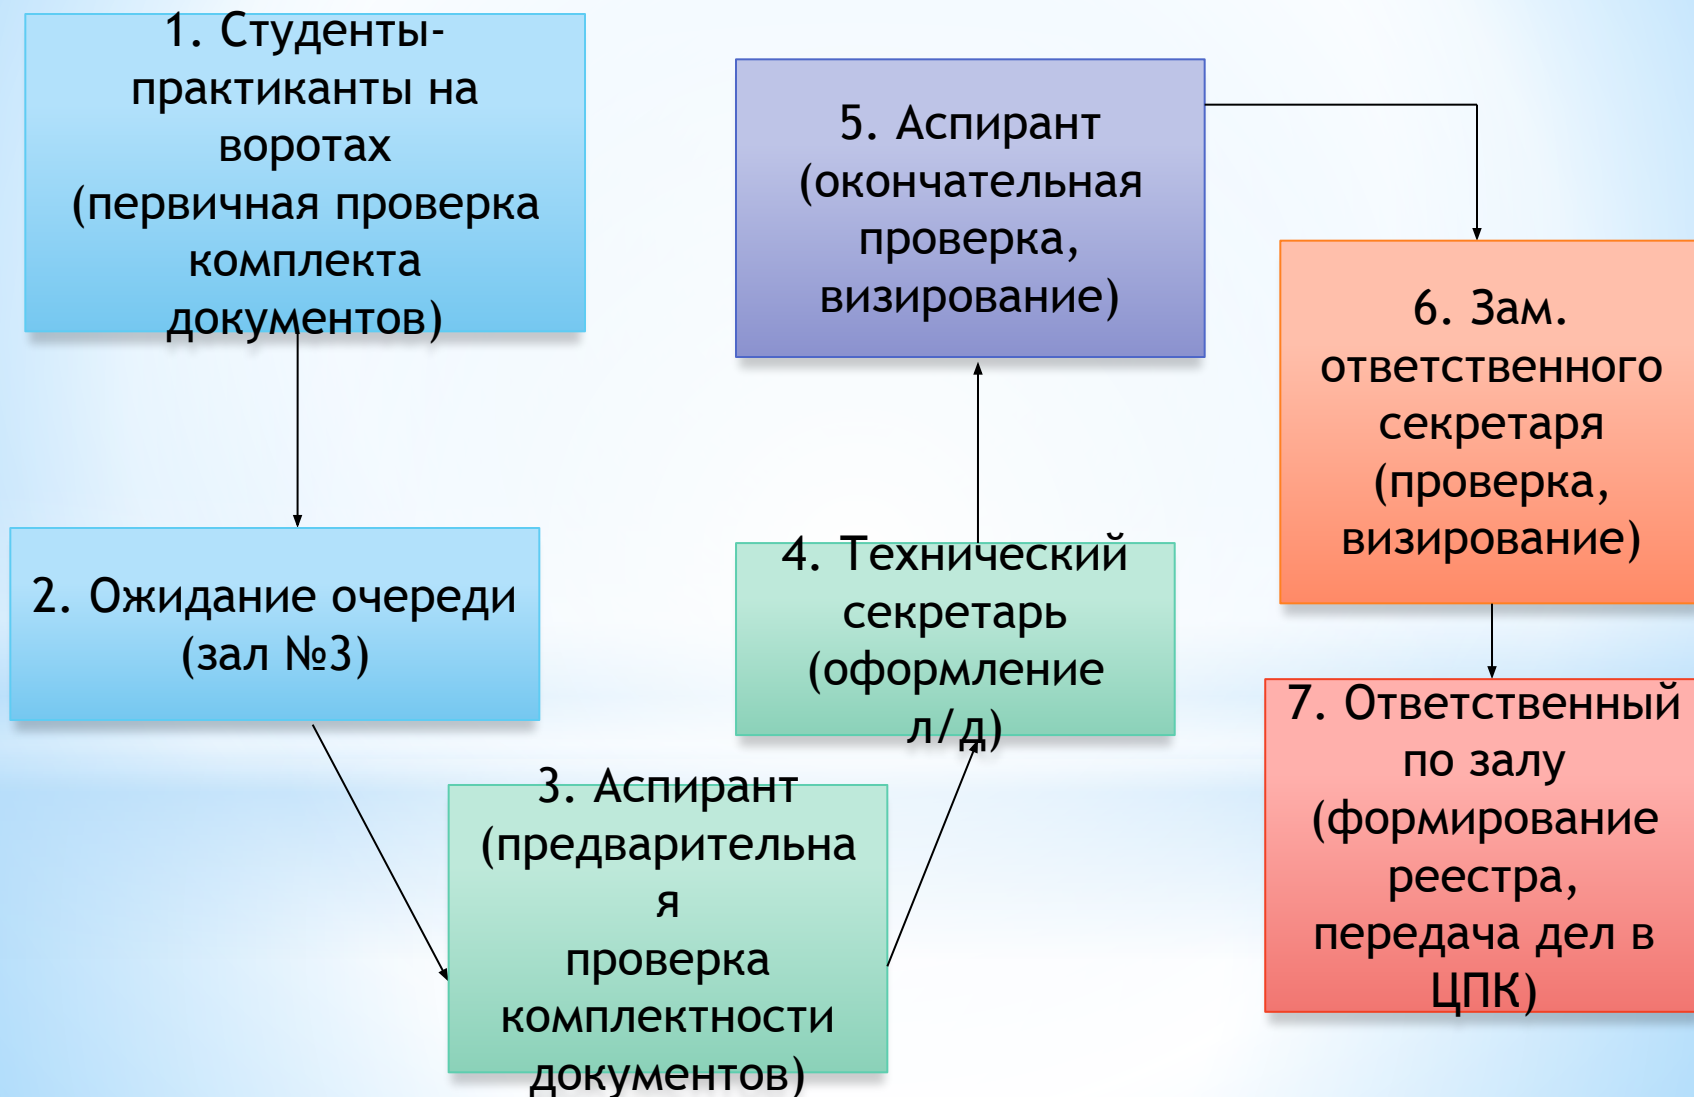 1. Студенты-
практиканты на
воротах
(первичная проверка
комплекта
документов)
2. Ожидание очереди
(зал №3)
3. Аспирант
(предварительна
я
проверка
комплектности
документов)
4. Технический
секретарь
(оформление
л/д)
5. Аспирант
(окончательная
проверка,
визирование)
6. Зам.
ответственного
секретаря
(проверка,
визирование)
7. Ответственный
по залу
(формирование
реестра,
передача дел в
ЦПК)